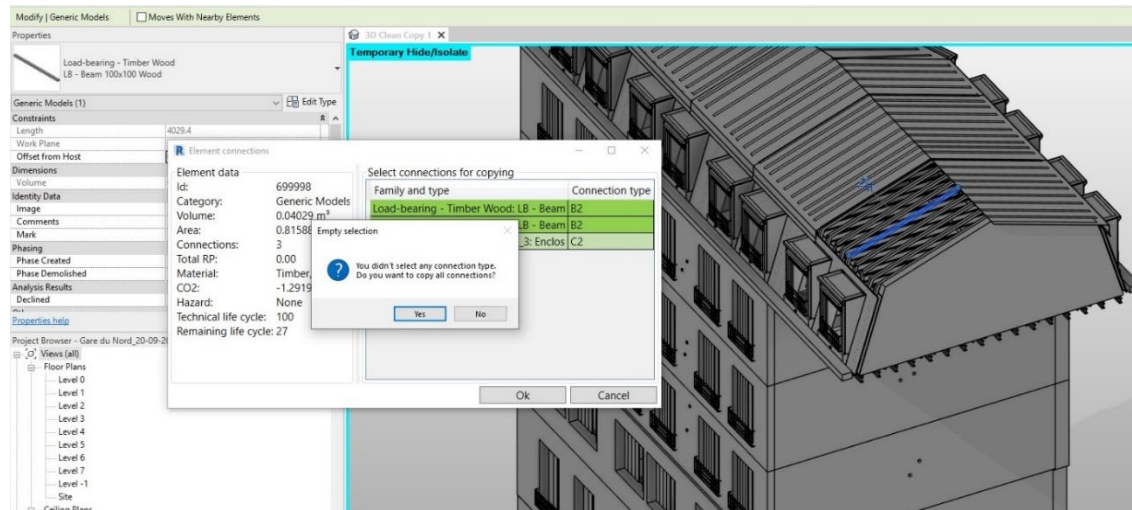 Modify | Generic Models
Moves With Nearby Elements
Properties
3D Clean Copy 1
Temporary Hide/Isolate
Load-bearing - Timber Wood
LB - Beam 100x100 Wood
Generic Models (1)
Edit Type
Constraints
Length 4029.4
Work Plane
Offset from Host
Dimensions
Volume
Identity Data
Image
Comments
Mark
Phasing
Phase Created
Phase Demolished
Analysis Results
Declined
Properties help
Project Browser - Gare du Nord_20-09-20
Views (all)
Floor Plans
Level 0
Level 1
Level 2
Level 3
Level 4
Level 5
Level 6
Level 7
Level -1
Site
Ceiling Plans
Element connections
Element data
Id: 699998
Category: Generic Models
Volume: 0.04029 m³
Area: 0.81588
Connections: 3
Total RP: 0.00
Material: Timber,
CO2: -1.2919
Hazard: None
Technical life cycle: 100
Remaining life cycle: 27
Select connections for copying
Family and type Connection type
Load-bearing - Timber Wood: LB - Beam B2
LB - Beam B2
_3: Enclos C2
Empty selection
You didn't select any connection type.
Do you want to copy all connections?
Yes No
Ok Cancel